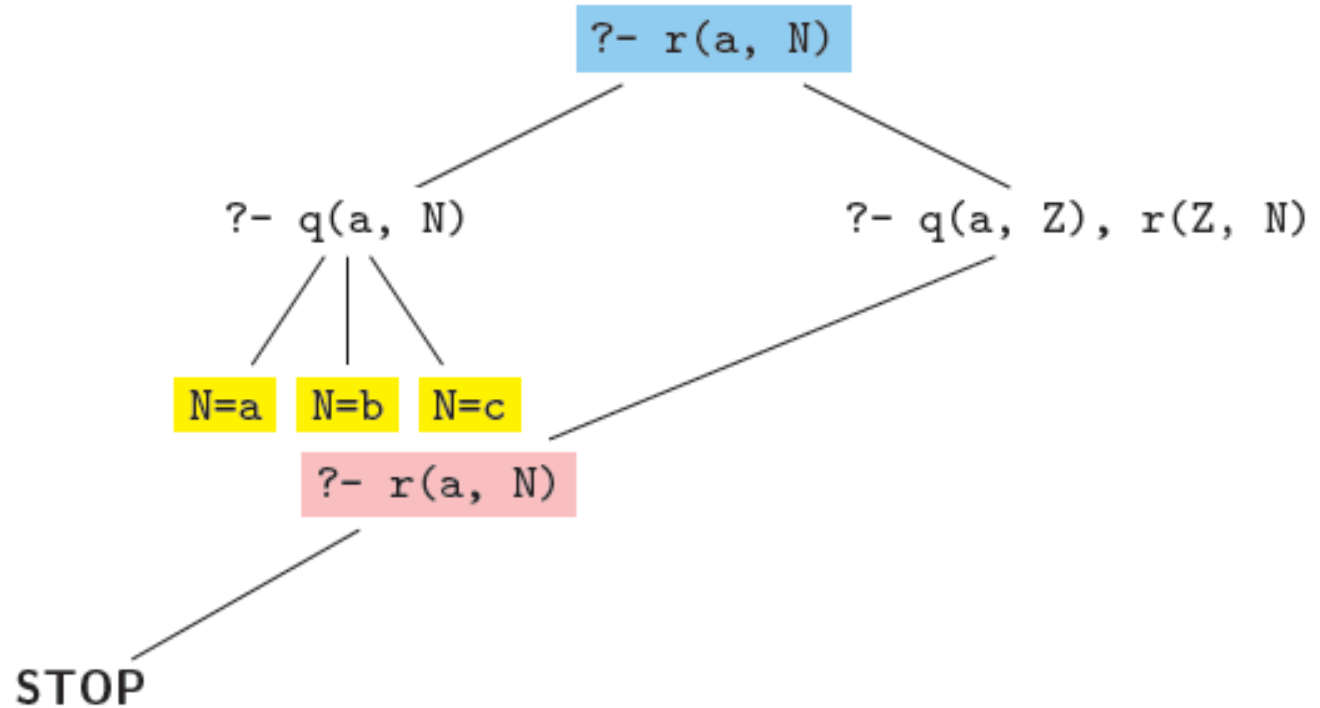 ?- r(a, N)
?- q(a, N)
?- q(a, Z), r(Z, N)
N=a
N=b
N=c
?- r(a, N)
STOP